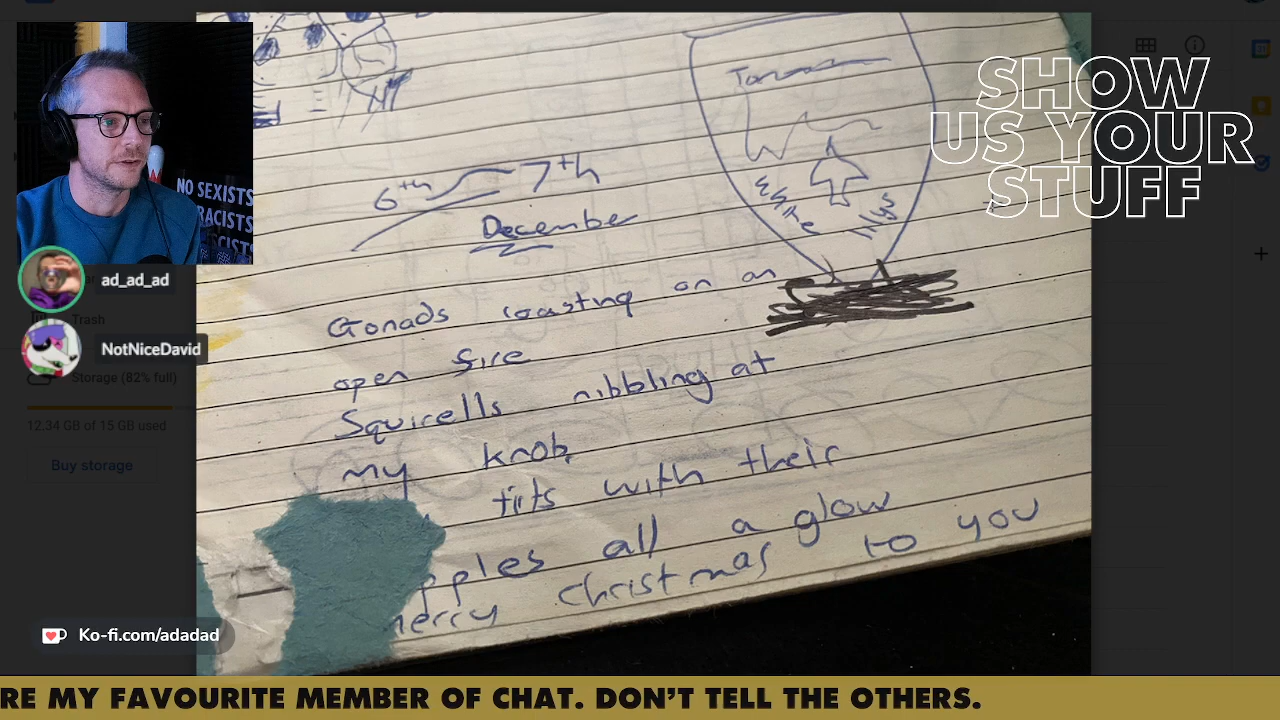 SHOW
US YOUR
STUFF
NO SEXISTS
RACISTS
ad_ad_ad
NotNiceDavid
Trash
Storage (82% full)
12.34 GB of 15 GB used
Buy storage
6th 7th
December
Gonads roasting on an
open fire
Squirells nibbling at
my knob,
tits with their
pples all a glow
merry christmas to you
Ko-fi.com/adadad
RE MY FAVOURITE MEMBER OF CHAT. DON'T TELL THE OTHERS.